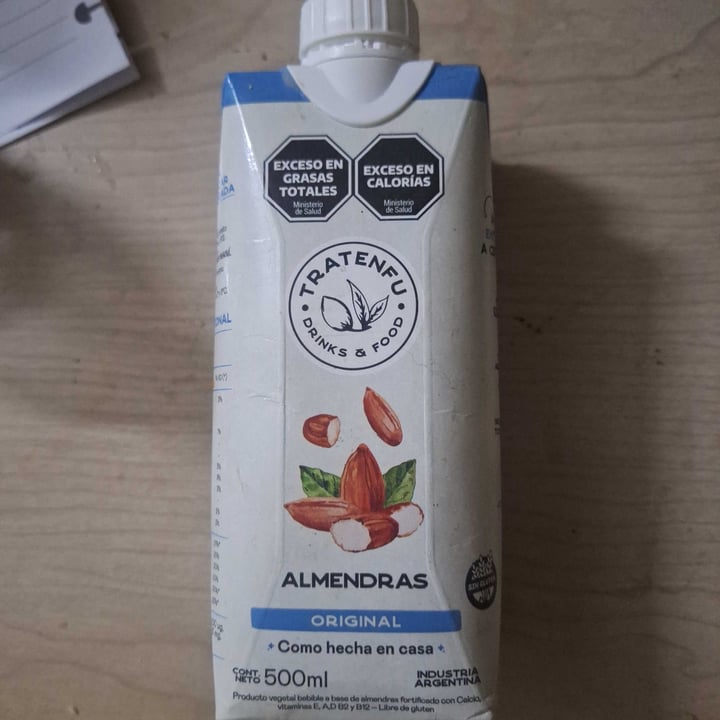 EXCESO EN
GRASAS
TOTALES
Ministerio
de Salud
EXCESO EN
CALORÍAS
Ministerio
de Salud
TRATENFU
DRINKS & FOOD
ALMENDRAS
ORIGINAL
Como hecha en casa
CONT.
NETO 500ml
INDUSTRIA
ARGENTINA
SIN GLUTEN
Producto vegetal bebible a base de almendras fortificado con Calcio,
vitaminas E, A,D B2 y B12 – Libre de gluten